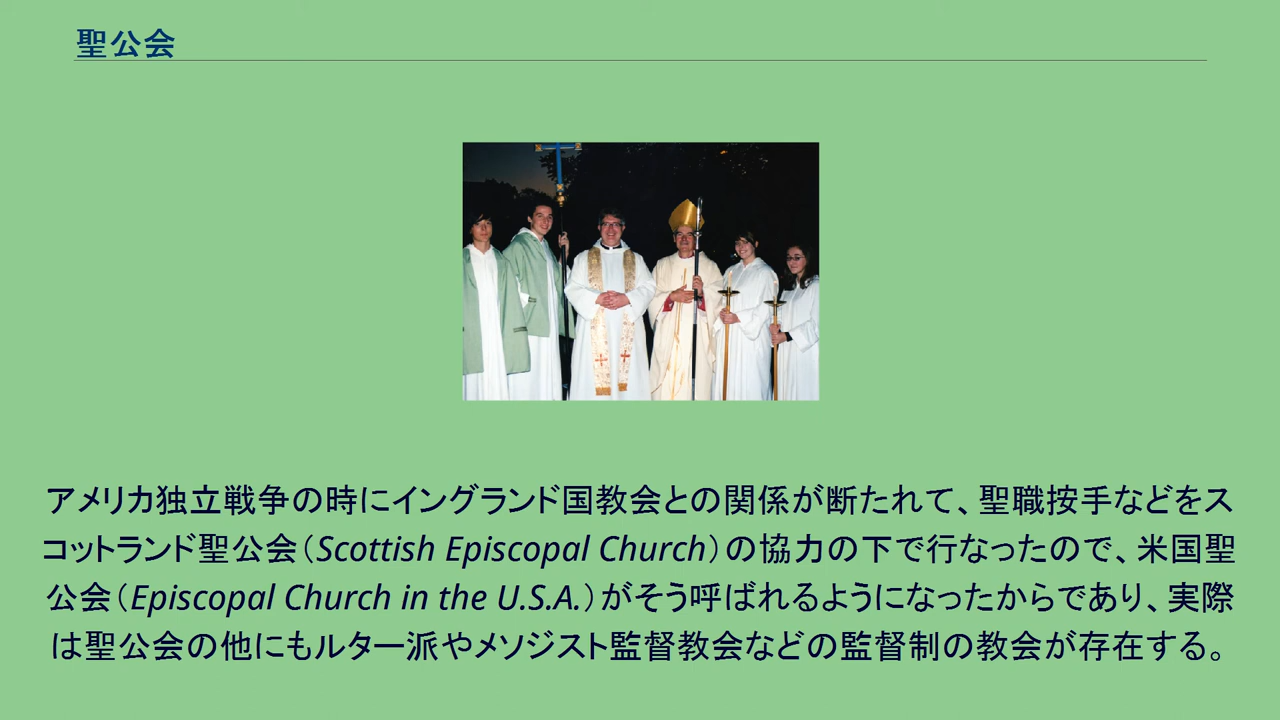 聖公会
アメリカ独立戦争の時にイングランド国教会との関係が断たれて、聖職按手などをス
コットランド聖公会（Scottish Episcopal Church）の協力の下で行なったので、米国聖
公会（Episcopal Church in the U.S.A.）がそう呼ばれるようになったからであり、実際
は聖公会の他にもルター派やメソジスト監督教会などの監督制の教会が存在する。